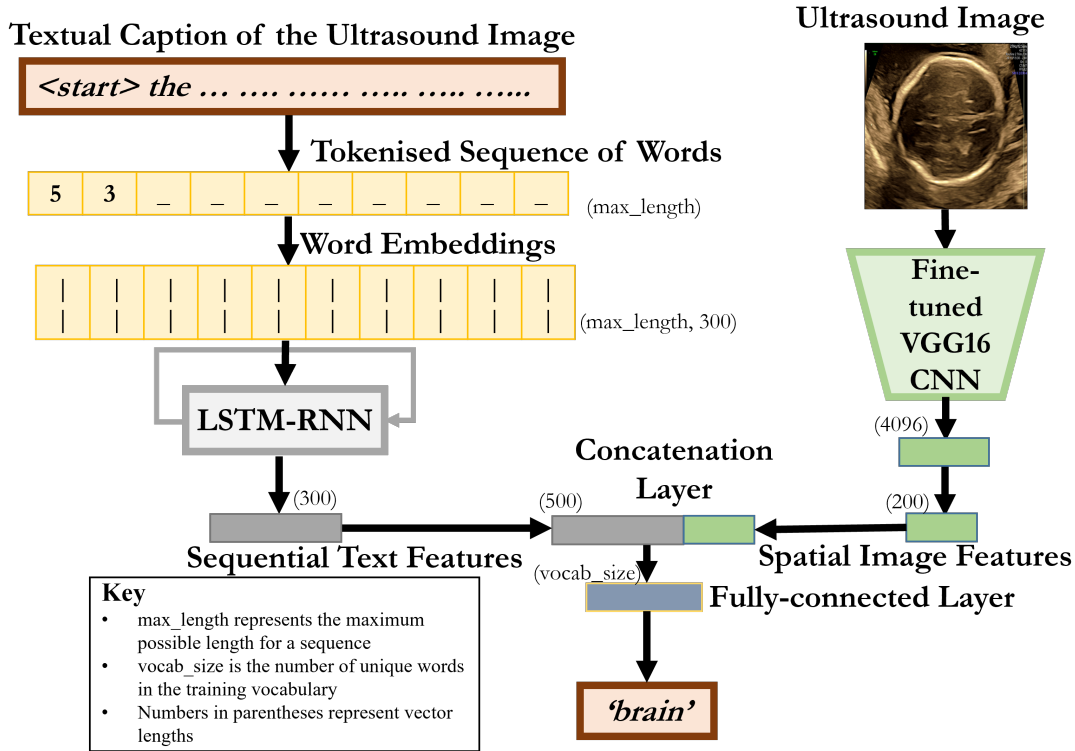 Textual Caption of the Ultrasound Image
<start> the … …. …… ….. ….. …...
Tokenised Sequence of Words
5 3 _ _ _ _ _ _ _ _
(max_length)
Word Embeddings
(max_length, 300)
LSTM-RNN
(300)
Sequential Text Features
Ultrasound Image
Fine-
tuned
VGG16
CNN
(4096)
(200)
Spatial Image Features
Concatenation
Layer
(500)
(vocab_size)
Fully-connected Layer
‘brain’
Key
• max_length represents the maximum
possible length for a sequence
• vocab_size is the number of unique words
in the training vocabulary
• Numbers in parentheses represent vector
lengths